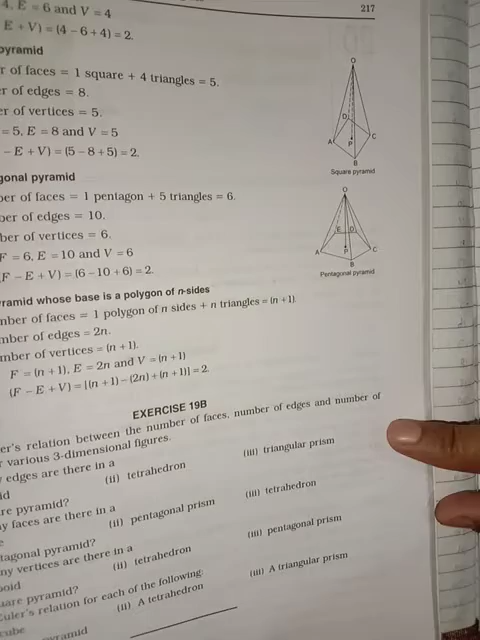 217
4, E = 6 and V = 4
E + V) = (4 − 6 + 4) = 2.
pyramid
r of faces = 1 square + 4 triangles = 5.
er of edges = 8.
er of vertices = 5.
= 5, E = 8 and V = 5
− E + V) = (5 − 8 + 5) = 2.
O
D
C
A
P
B
Square pyramid
gonal pyramid
ber of faces = 1 pentagon + 5 triangles = 6.
ber of edges = 10.
ber of vertices = 6.
F = 6, E = 10 and V = 6
(F − E + V) = (6 − 10 + 6) = 2.
O
E
D
A
P
C
B
Pentagonal pyramid
yramid whose base is a polygon of n-sides
mber of faces = 1 polygon of n sides + n triangles = (n + 1).
mber of edges = 2n.
mber of vertices = (n + 1).
F = (n + 1), E = 2n and V = (n + 1)
(F − E + V) = [(n + 1) − (2n) + (n + 1)] = 2.
EXERCISE 19B
er's relation between the number of faces, number of edges and number of
r various 3-dimensional figures.
y edges are there in a
id (ii) tetrahedron (iii) triangular prism
re pyramid?
ny faces are there in a
e (ii) pentagonal prism (iii) tetrahedron
tagonal pyramid?
ny vertices are there in a
boid (ii) tetrahedron (iii) pentagonal prism
uare pyramid?
Euler's relation for each of the following:
cube (ii) A tetrahedron (iii) A triangular prism
pyramid